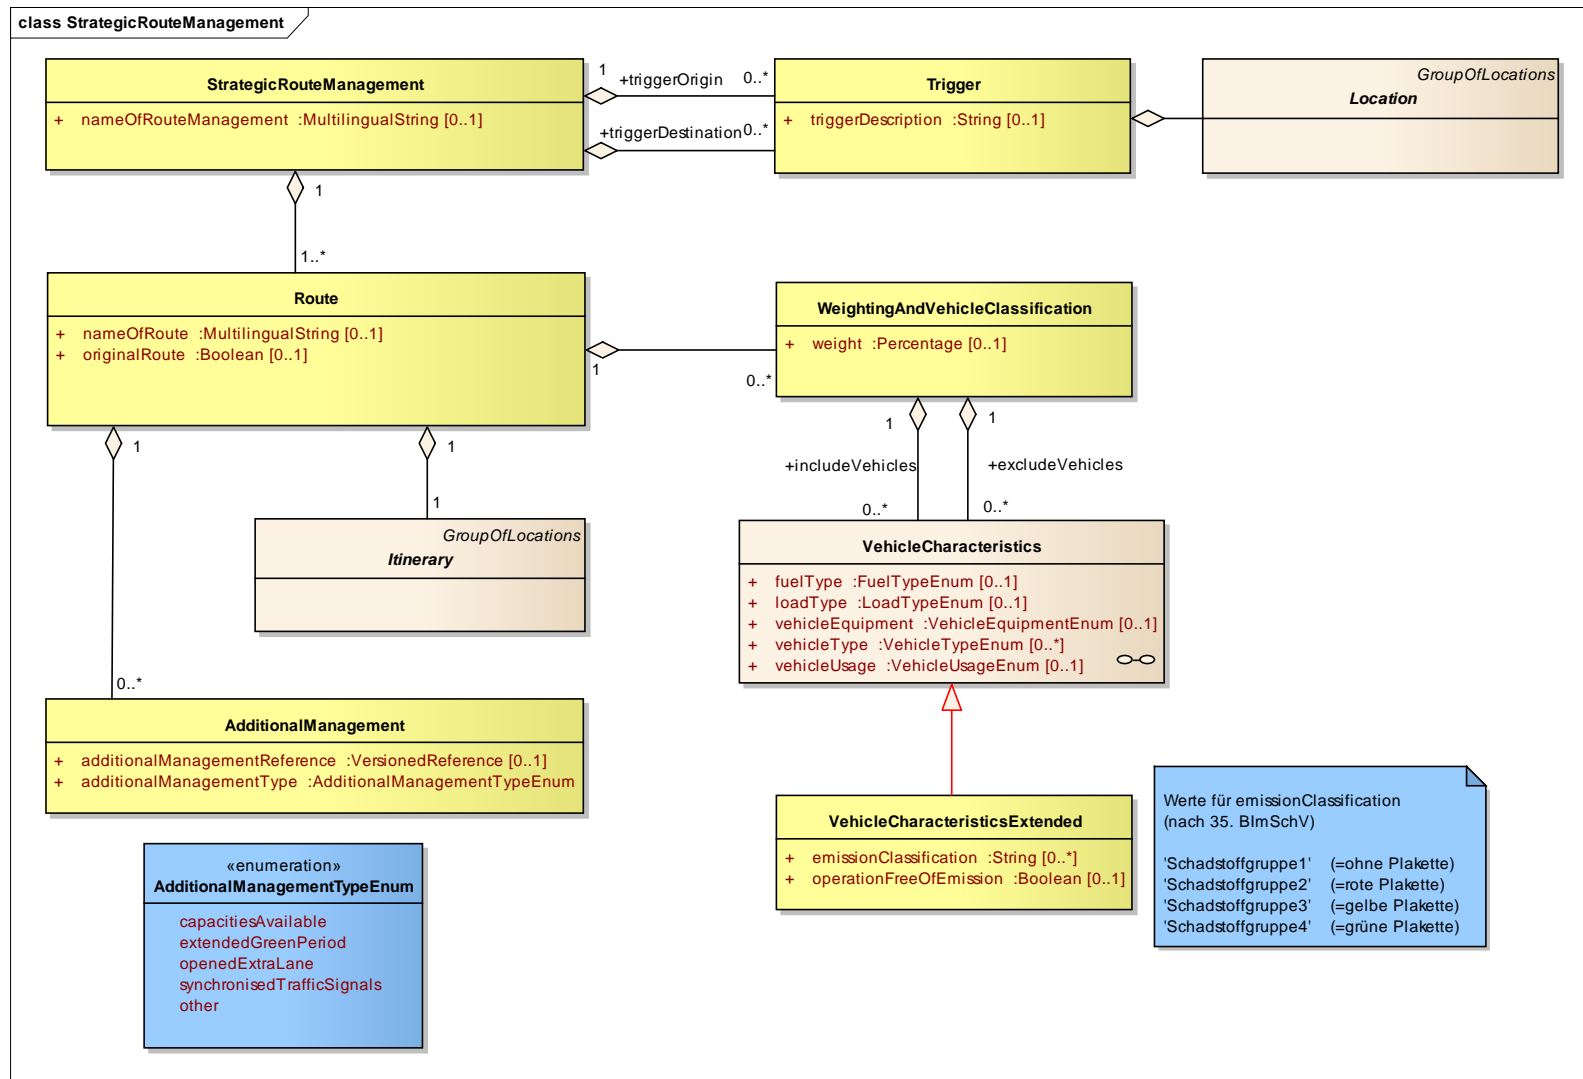 class StrategicRouteManagement
StrategicRouteManagement
+ nameOfRouteManagement :MultilingualString [0..1]
1
+triggerOrigin
0..*
+triggerDestination
0..*
Trigger
+ triggerDescription :String [0..1]
GroupOfLocations
Location
1
1..*
Route
+ nameOfRoute :MultilingualString [0..1]
+ originalRoute :Boolean [0..1]
1
0..*
WeightingAndVehicleClassification
+ weight :Percentage [0..1]
1
1
1
1
+includeVehicles
+excludeVehicles
1
0..*
0..*
GroupOfLocations
Itinerary
VehicleCharacteristics
+ fuelType :FuelTypeEnum [0..1]
+ loadType :LoadTypeEnum [0..1]
+ vehicleEquipment :VehicleEquipmentEnum [0..1]
+ vehicleType :VehicleTypeEnum [0..*]
+ vehicleUsage :VehicleUsageEnum [0..1]
0..*
AdditionalManagement
+ additionalManagementReference :VersionedReference [0..1]
+ additionalManagementType :AdditionalManagementTypeEnum
VehicleCharacteristicsExtended
+ emissionClassification :String [0..*]
+ operationFreeOfEmission :Boolean [0..1]
Werte für emissionClassification
(nach 35. BImSchV)
'Schadstoffgruppe1' (=ohne Plakette)
'Schadstoffgruppe2' (=rote Plakette)
'Schadstoffgruppe3' (=gelbe Plakette)
'Schadstoffgruppe4' (=grüne Plakette)
«enumeration»
AdditionalManagementTypeEnum
capacitiesAvailable
extendedGreenPeriod
openedExtraLane
synchronisedTrafficSignals
other